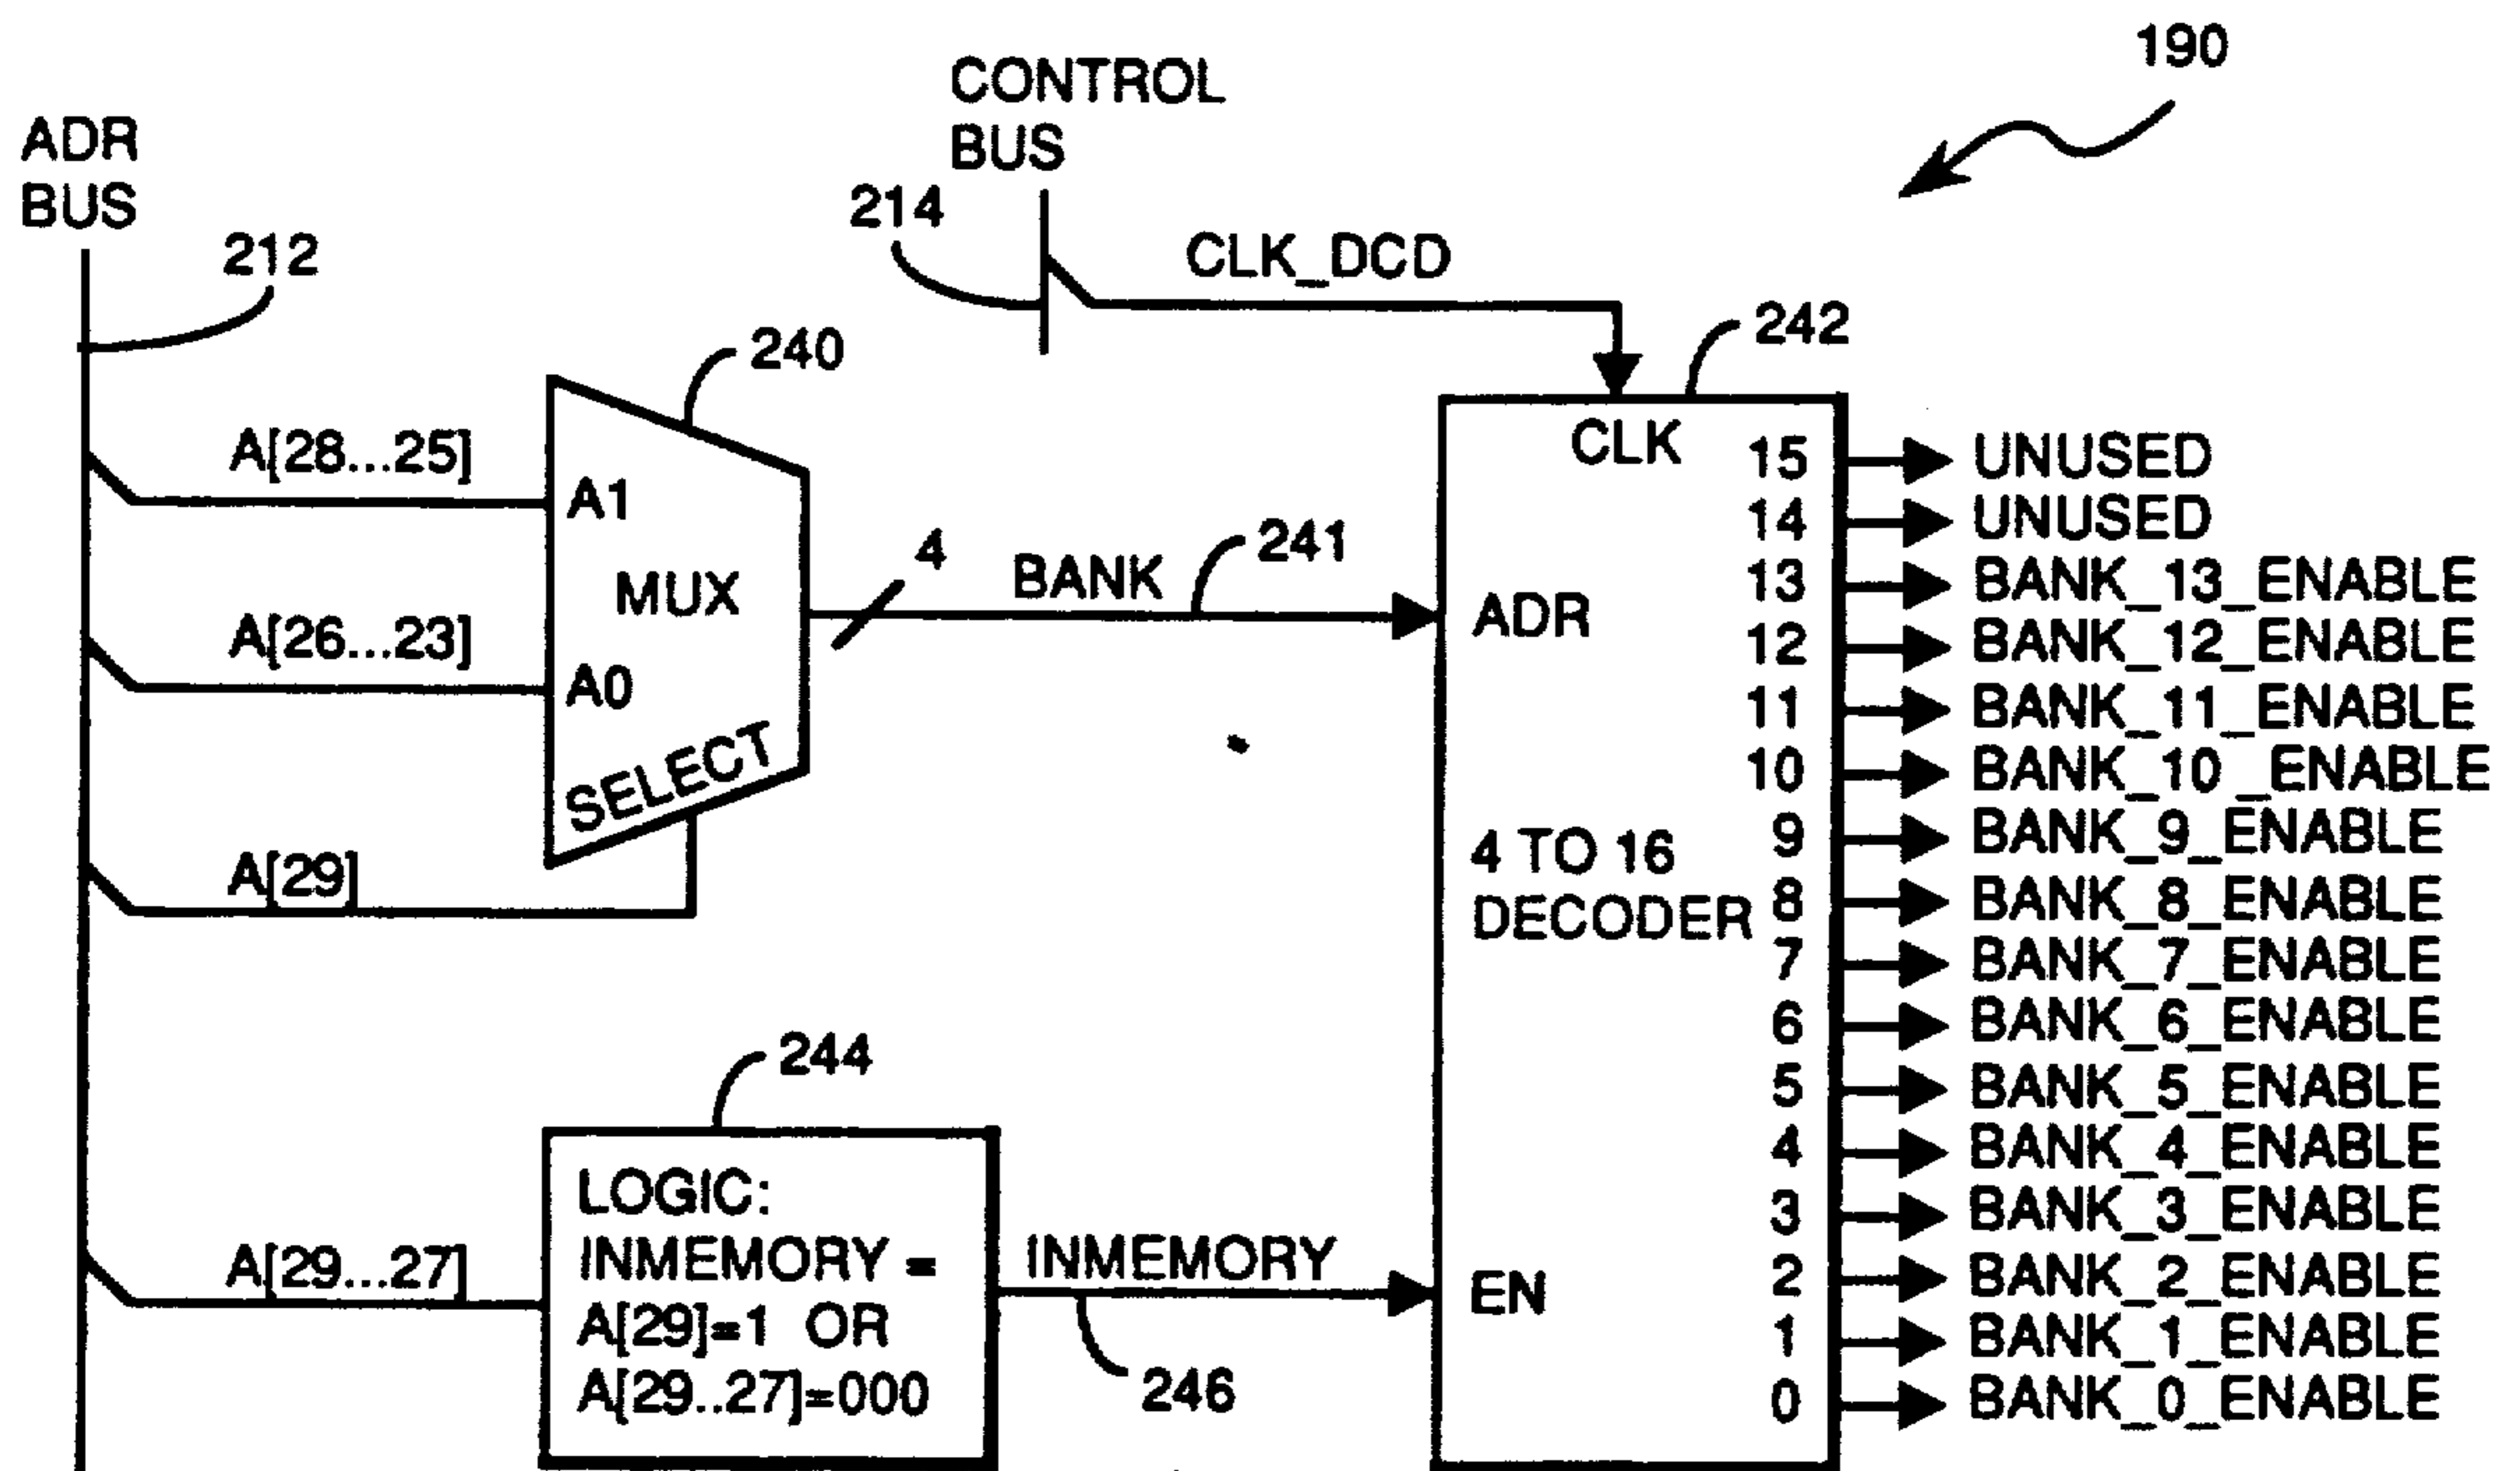 190
CONTROL
BUS
ADR
BUS
214
212
CLK_DCD
242
240
A[28...25]
A1
MUX
A[26...23]
A0
SELECT
A[29]
4
BANK
241
CLK
ADR
4 TO 16
DECODER
15 UNUSED
14 UNUSED
13 BANK_13_ENABLE
12 BANK_12_ENABLE
11 BANK_11_ENABLE
10 BANK_10_ENABLE
9 BANK_9_ENABLE
8 BANK_8_ENABLE
7 BANK_7_ENABLE
6 BANK_6_ENABLE
5 BANK_5_ENABLE
4 BANK_4_ENABLE
3 BANK_3_ENABLE
2 BANK_2_ENABLE
1 BANK_1_ENABLE
0 BANK_0_ENABLE
244
A[29...27]
LOGIC:
INMEMORY =
A[29]=1 OR
A[29..27]=000
INMEMORY
246
EN